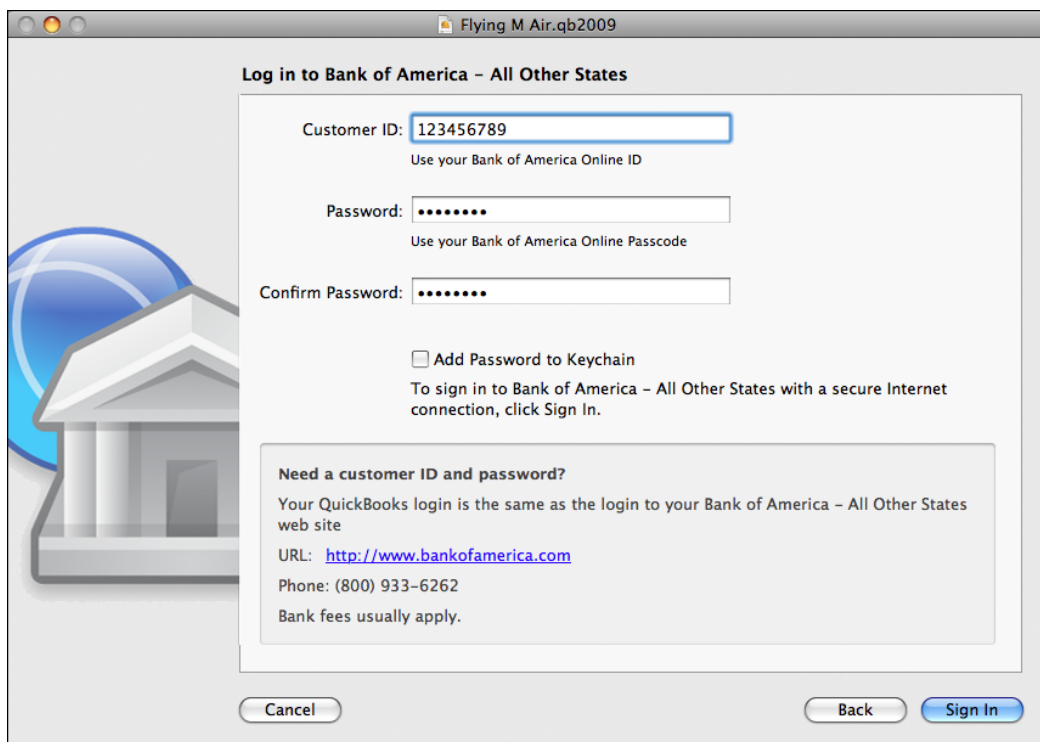 Flying M Air.qb2009
Log in to Bank of America – All Other States
Customer ID: 123456789
Use your Bank of America Online ID
Password: ••••••••
Use your Bank of America Online Passcode
Confirm Password: ••••••••
Add Password to Keychain
To sign in to Bank of America – All Other States with a secure Internet
connection, click Sign In.
Need a customer ID and password?
Your QuickBooks login is the same as the login to your Bank of America – All Other States
web site
URL: http://www.bankofamerica.com
Phone: (800) 933-6262
Bank fees usually apply.
Cancel Back Sign In